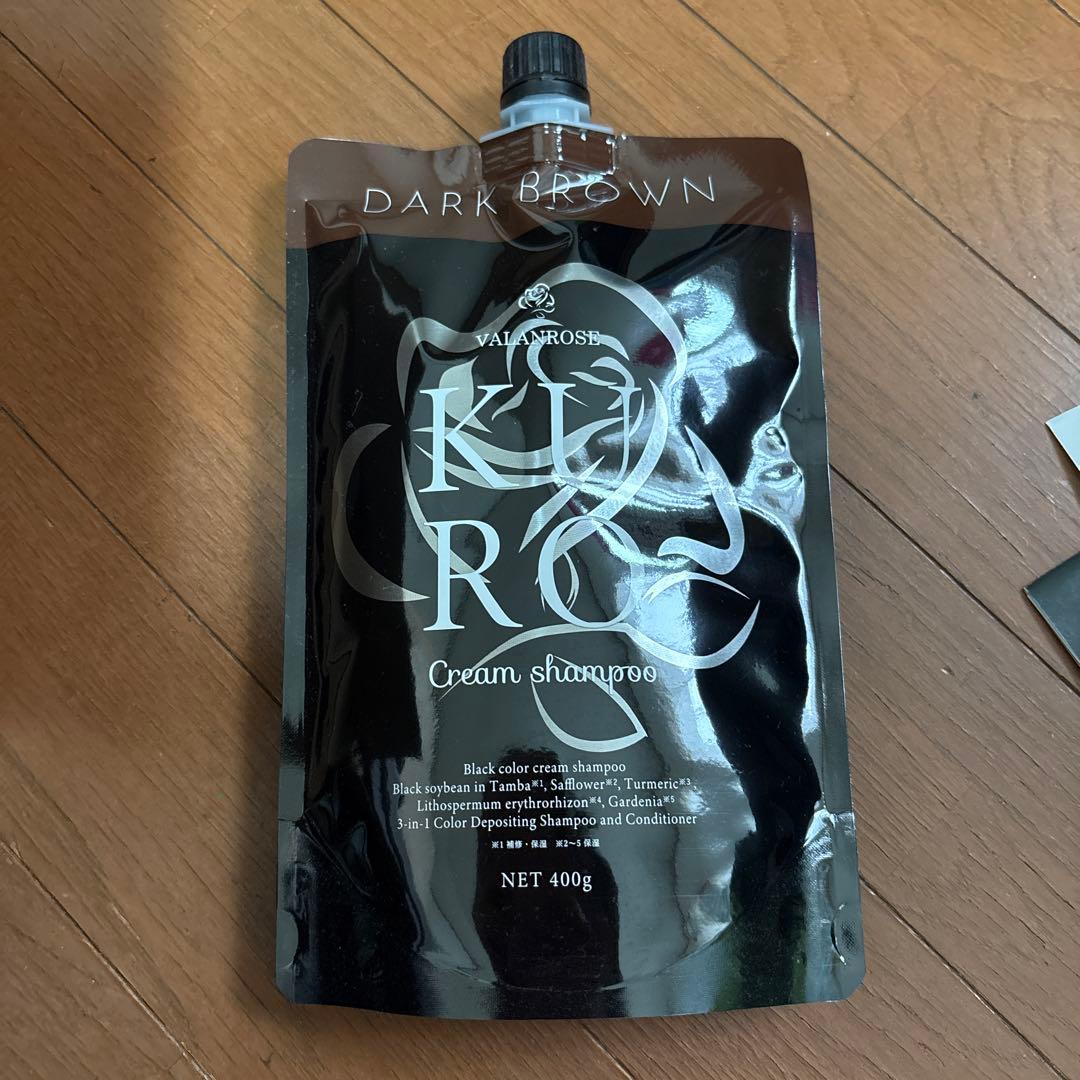 DARK BROWN
VALANROSE
KU
RO
Cream shampoo
Black color cream shampoo
Black soybean in Tamba※1, Safflower※2, Turmeric※3,
Lithospermum erythrorhizon※4, Gardenia※5
3-in-1 Color Depositing Shampoo and Conditioner
※1 補修・保湿 ※2~5 保湿
NET 400g